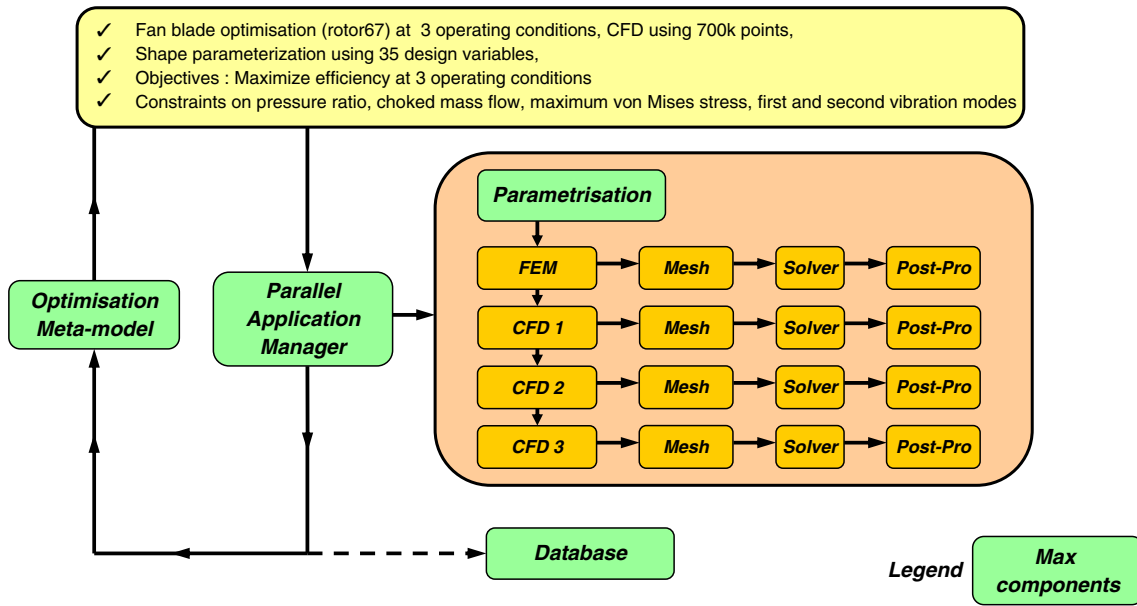 ✓ Fan blade optimisation (rotor67) at 3 operating conditions, CFD using 700k points,
✓ Shape parameterization using 35 design variables,
✓ Objectives : Maximize efficiency at 3 operating conditions
✓ Constraints on pressure ratio, choked mass flow, maximum von Mises stress, first and second vibration modes
Parametrisation
FEM Mesh Solver Post-Pro
Optimisation
Meta-model
Parallel
Application
Manager
CFD 1 Mesh Solver Post-Pro
CFD 2 Mesh Solver Post-Pro
CFD 3 Mesh Solver Post-Pro
Database
Legend
Max
components